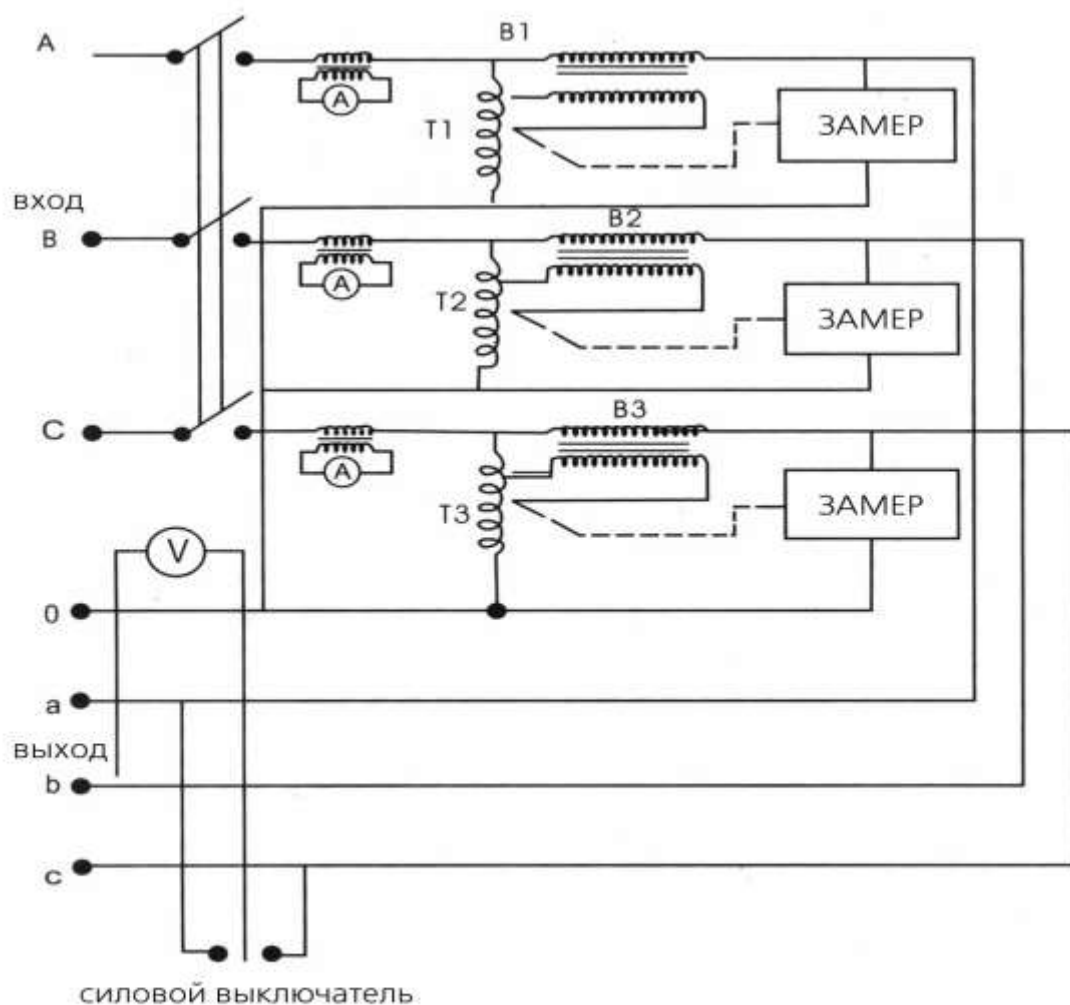 A
B1
A
T1
ЗАМЕР
вход
B
B2
A
T2
ЗАМЕР
C
B3
A
T3
ЗАМЕР
V
0
a
выход
b
c
силовой выключатель